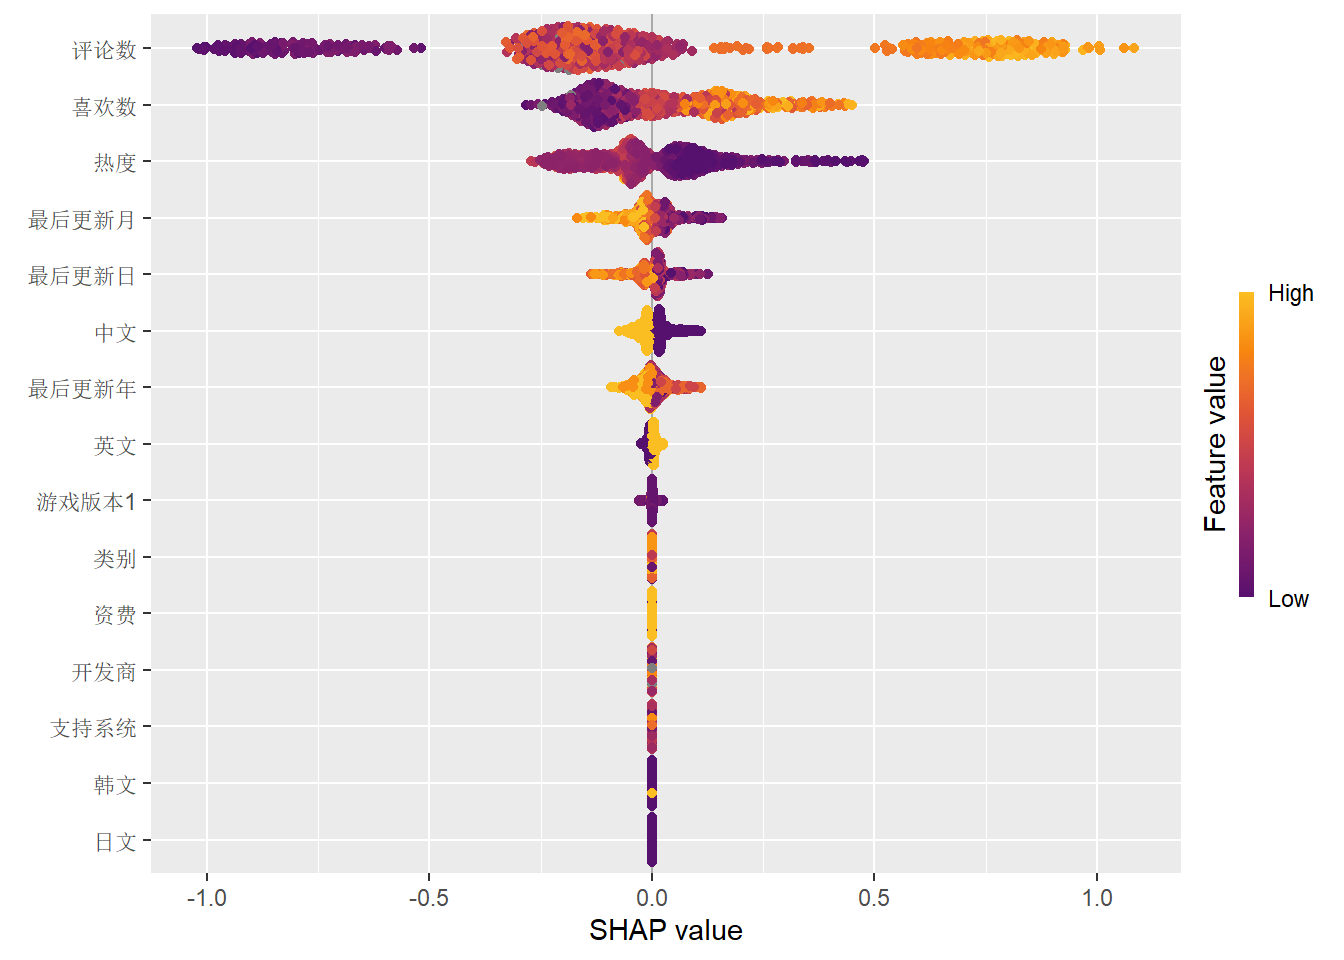 评论数
喜欢数
热度
最后更新月
最后更新日
中文
最后更新年
英文
游戏版本1
类别
资费
开发商
支持系统
韩文
日文
-1.0 -0.5 0.0 0.5 1.0
SHAP value
High
Feature value
Low